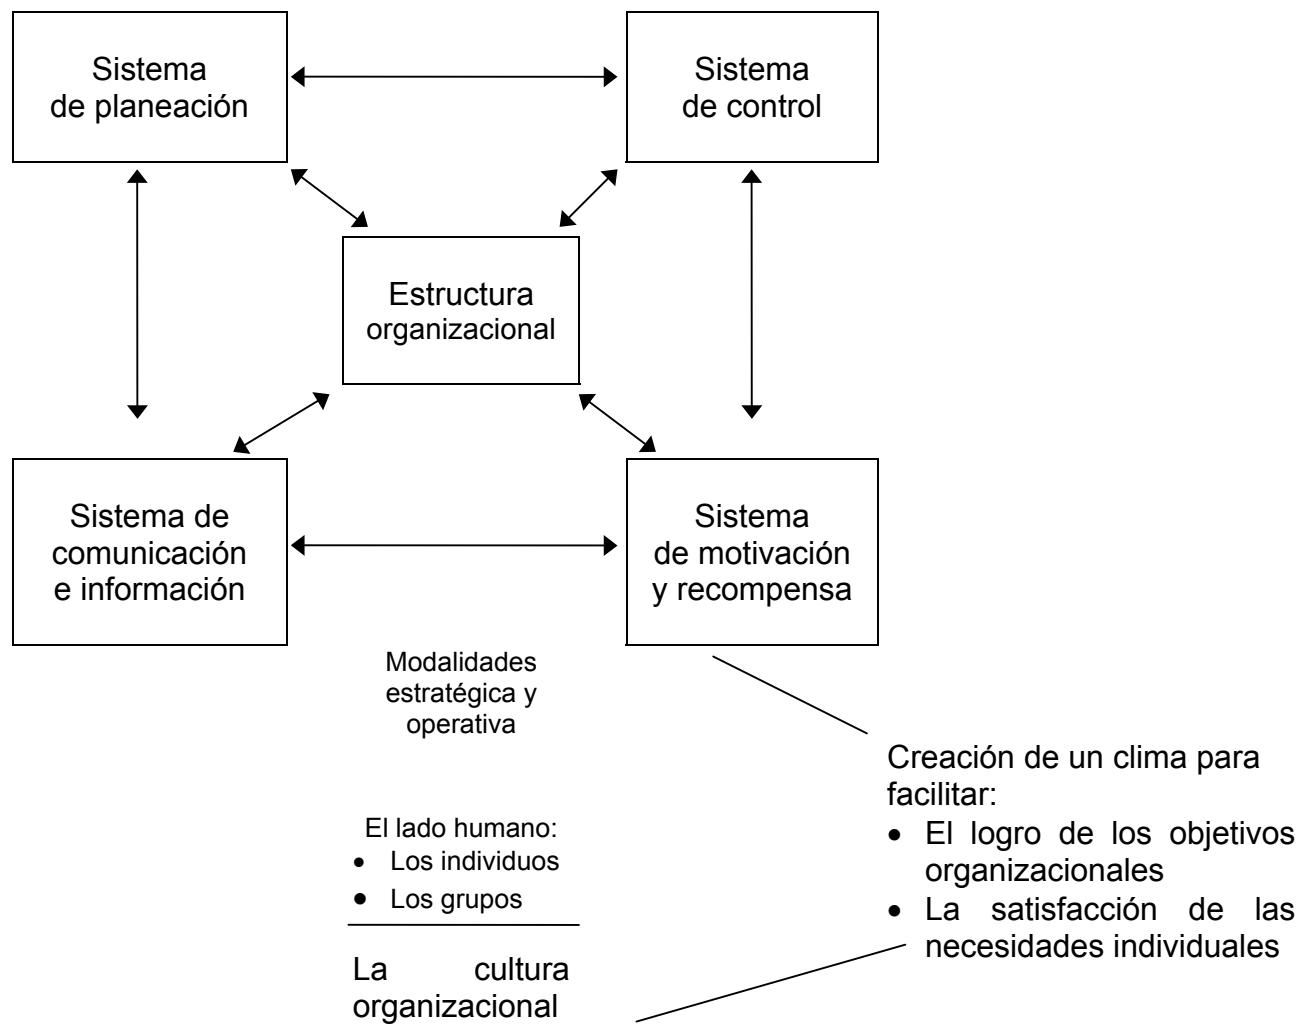 Sistema
de planeación
Sistema
de control
Estructura
organizacional
Sistema de
comunicación
e información
Sistema
de motivación
y recompensa
Modalidades
estratégica y
operativa
Creación de un clima para
facilitar:
• El logro de los objetivos
organizacionales
• La satisfacción de las
necesidades individuales
El lado humano:
• Los individuos
• Los grupos
La cultura
organizacional